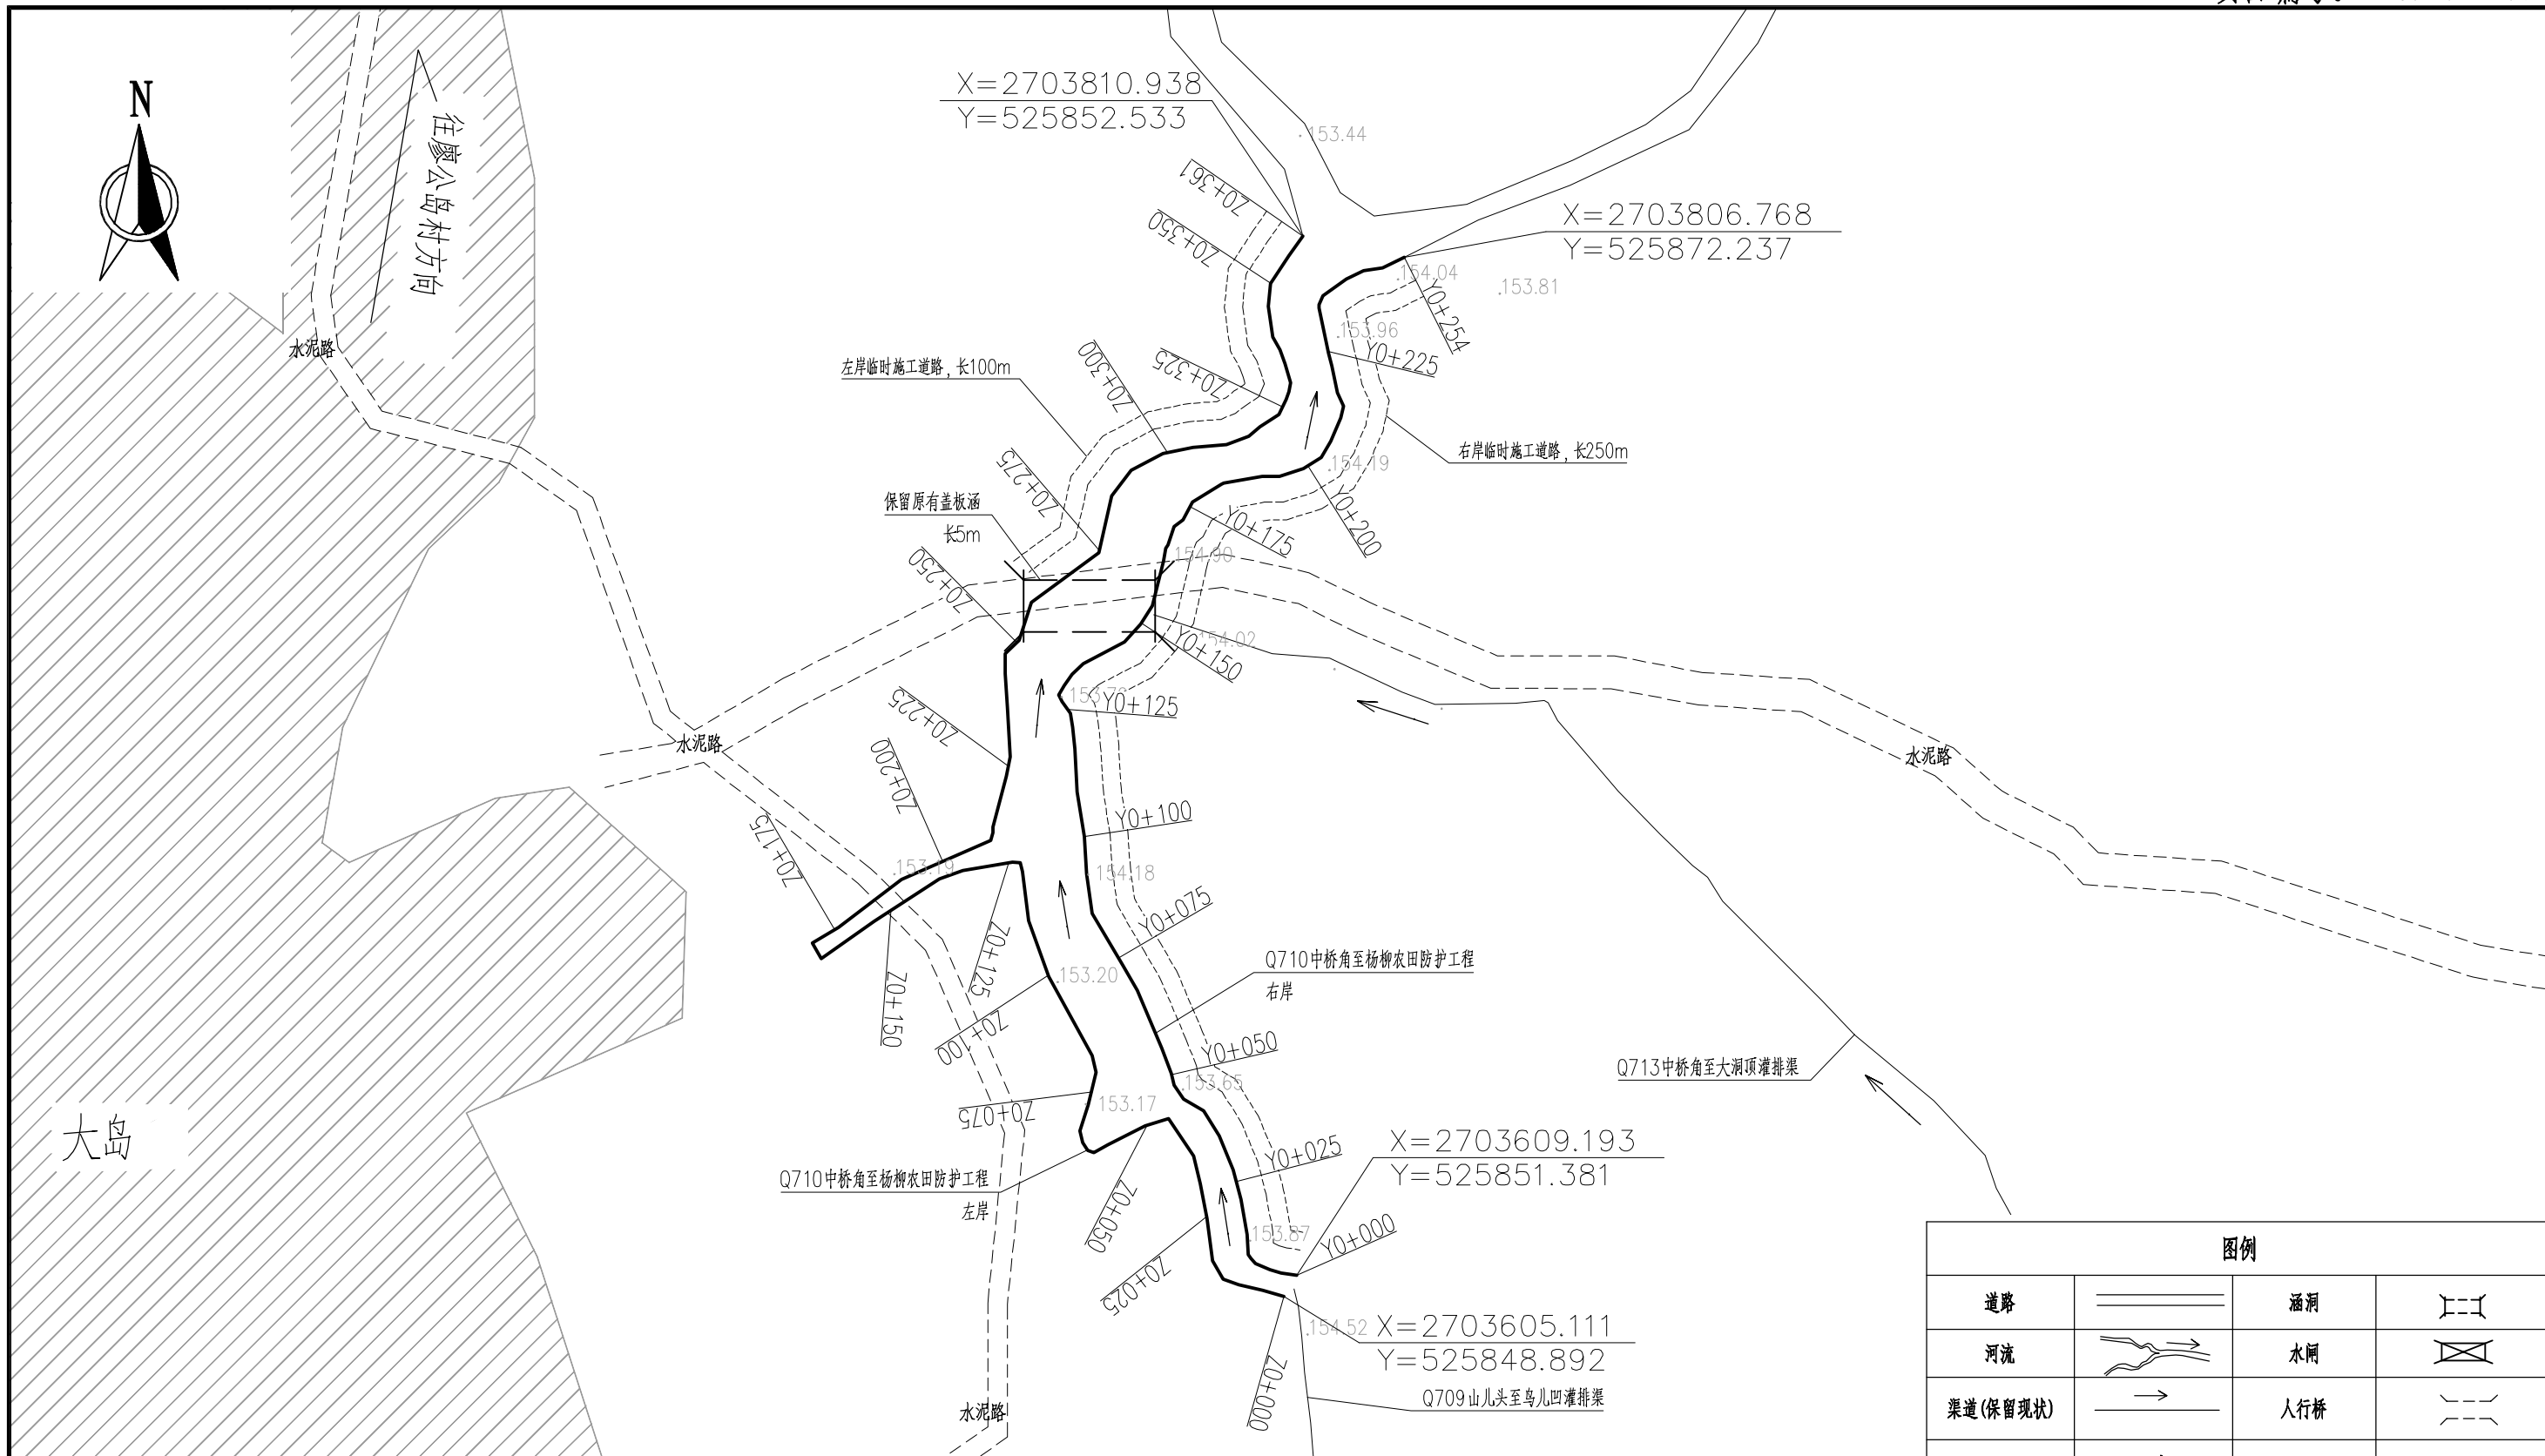 N
往廖公岛村方向
X=2703810.938
Y=525852.533
153.44
Z0+361
Z0+350
X=2703806.768
Y=525872.237
154.04
153.81
Y0+254
153.96
Y0+225
水泥路
左岸临时施工道路，长100m
Z0+300
Z0+325
右岸临时施工道路，长250m
154.19
Z0+275
保留原有盖板涵
长5m
Y0+200
Y0+175
154.90
Z0+250
154.02
Y0+150
Y0+125
Z0+225
水泥路
Z0+200
水泥路
Z0+175
Y0+100
153.19
154.18
Y0+075
Z0+125
Z0+150
153.20
Q710中桥角至杨柳农田防护工程
右岸
Z0+100
Y0+050
153.65
Q713中桥角至大洞顶灌排渠
Z0+075
153.17
大岛
Y0+025
X=2703609.193
Y=525851.381
Q710中桥角至杨柳农田防护工程
左岸
Z0+050
153.87
Y0+000
Z0+025
154.52
X=2703605.111
Y=525848.892
Z0+000
Q709山儿头至鸟儿凹灌排渠
水泥路
图例
道路
涵洞
河流
水闸
渠道(保留现状)
人行桥